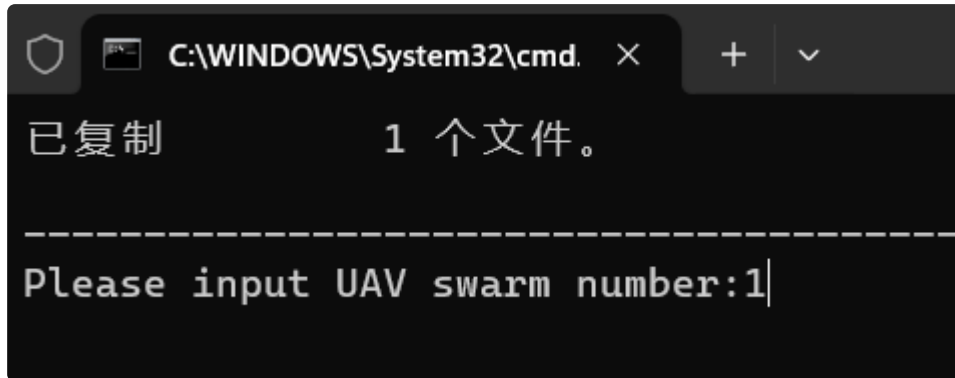 C:\WINDOWS\System32\cmd.
已复制         1 个文件。
----------------------------------------
Please input UAV swarm number:1